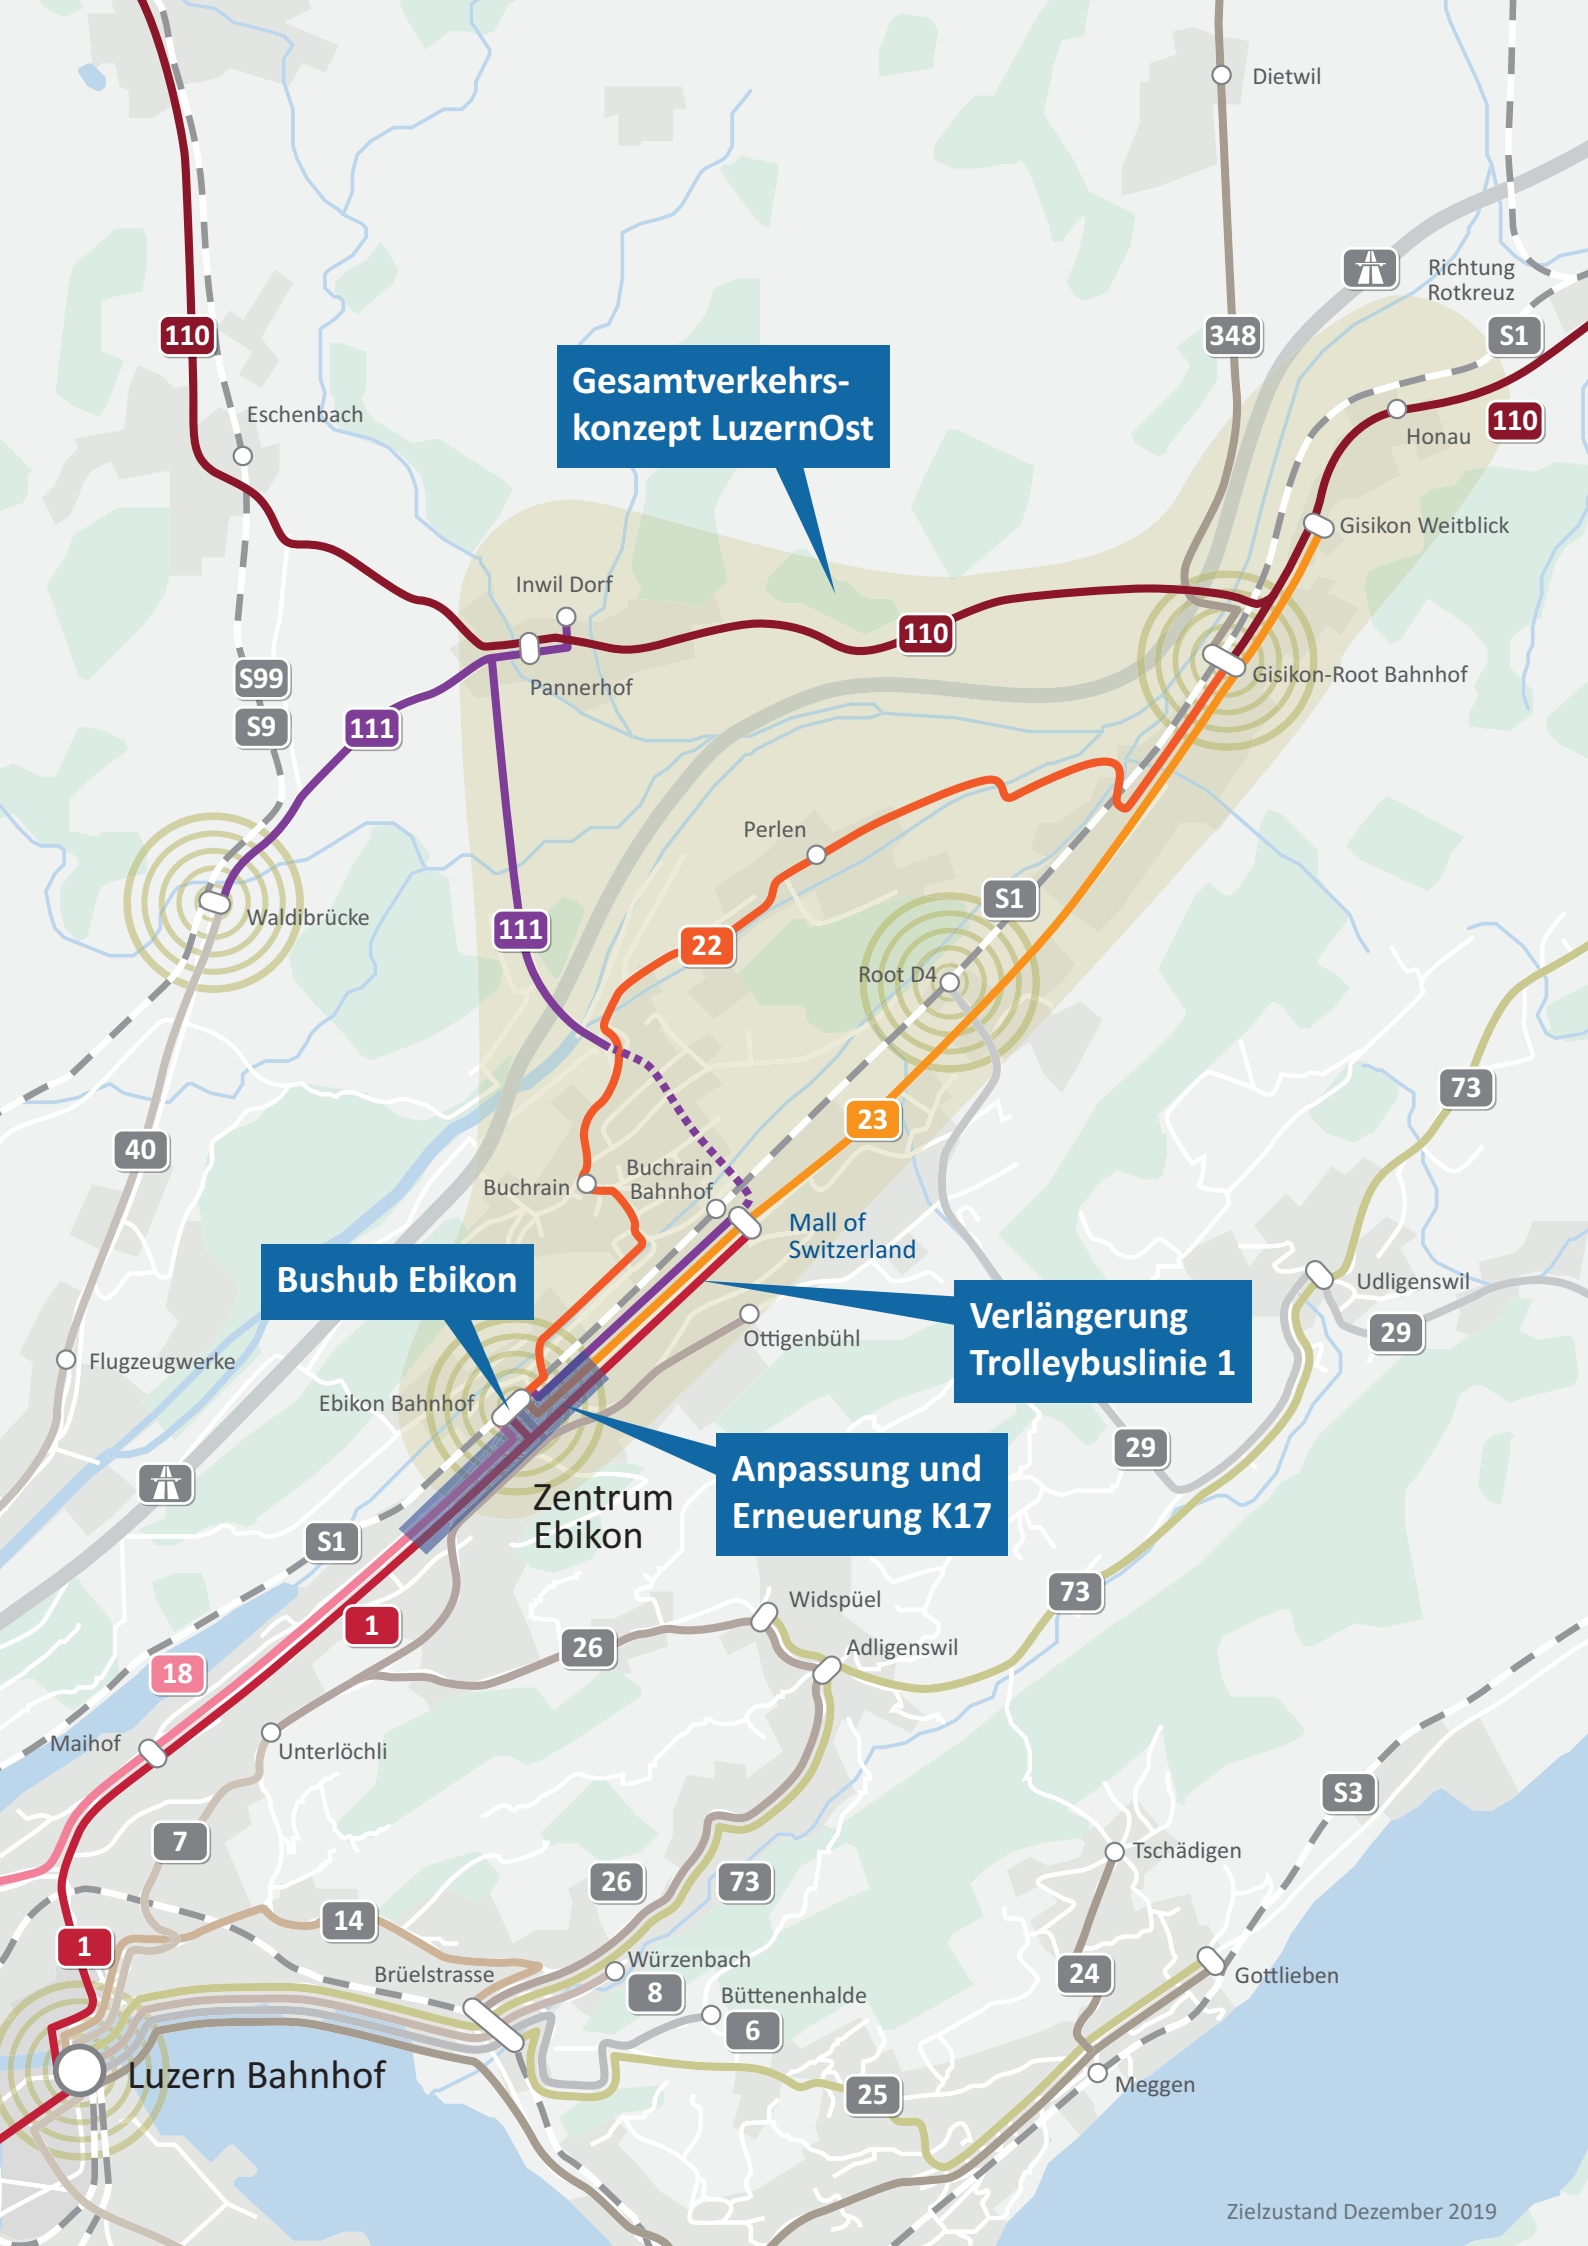 Dietwil
Richtung
Rotkreuz
110
348
S1
Gesamtverkehrs-
konzept LuzernOst
Eschenbach
110
Honau
Gisikon Weitblick
Inwil Dorf
110
S99
Pannerhof
Gisikon-Root Bahnhof
S9
111
Perlen
S1
Waldibrücke
111
22
Root D4
73
23
40
Buchrain
Bahnhof
Buchrain
Mall of
Switzerland
Bushub Ebikon
Udligenswil
Verlängerung
Trolleybuslinie 1
29
Ottigenbühl
Flugzeugwerke
Ebikon Bahnhof
29
Anpassung und
Erneuerung K17
Zentrum
Ebikon
S1
73
Widspüel
1
26
Adligenswil
18
Maihof
Unterlöchli
S3
7
Tschädigen
26
73
14
1
Würzenbach
Brüelstrasse
24
Gottlieben
8
Büttenenhalde
6
Luzern Bahnhof
Meggen
25
Zielzustand Dezember 2019